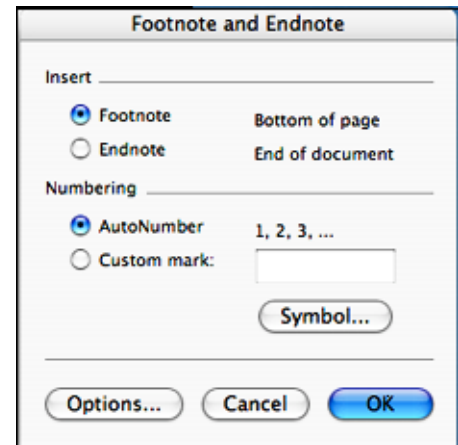 Footnote and Endnote
Insert
Footnote Bottom of page
Endnote End of document
Numbering
AutoNumber 1, 2, 3, ...
Custom mark:
Symbol...
Options... Cancel OK